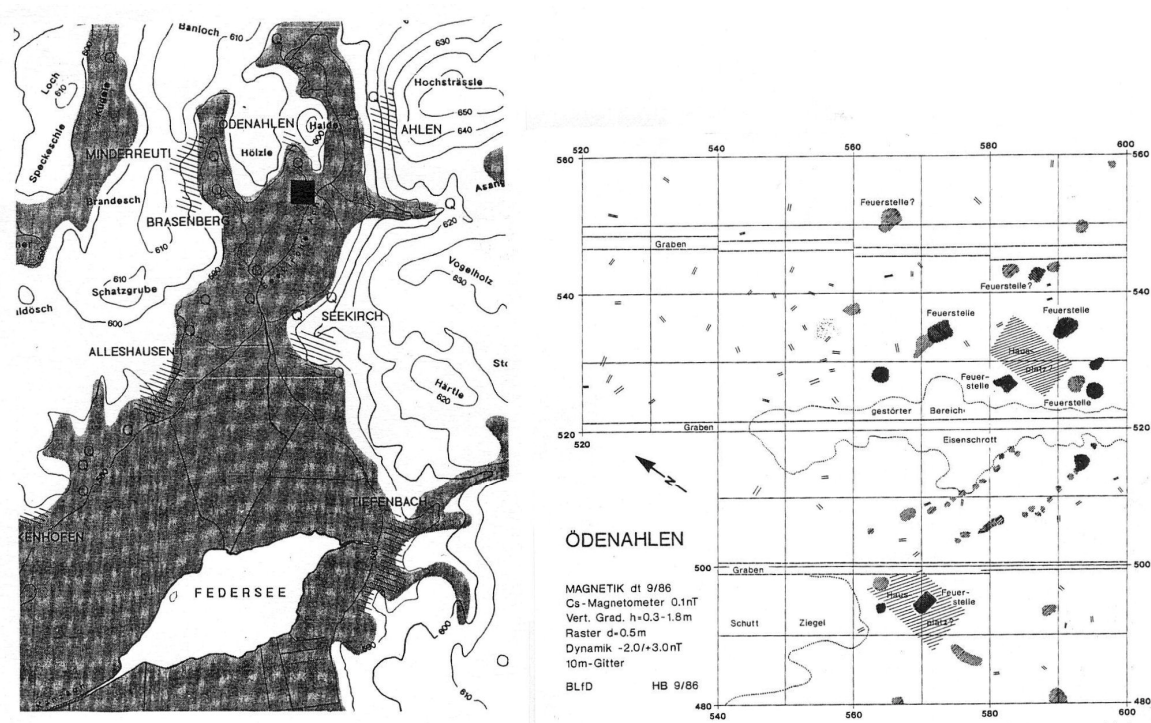 Banloch
610
600
630
Loch
610
Hochsträssle
650
640
Speckeschle
ÖDENAHLEN
Halde
600
AHLEN
MINDERREUTI
Hölzle
Brandesch
Q
620
BRASENBERG
610
610
Schatzgrube
600
Vogelholz
630
SEEKIRCH
ALLESHAUSEN
Härtle
620
TIEFENBACH
FEDERSEE
600
610
540
560
580
600
560
560
Feuerstelle?
Graben
Feuerstelle?
540
540
Feuerstelle
Feuerstelle
Haus-
platz?
Feuer-
stelle
Feuerstelle
gestörter Bereich
Graben
520
520
520
Eisenschrott
N
ÖDENAHLEN
500
500
Graben
MAGNETIK dt 9/86
Cs-Magnetometer 0.1nT
Vert. Grad. h=0.3-1.8m
Raster d=0.5m
Dynamik -2.0/+3.0nT
10m-Gitter
BLfD HB 9/86
Haus
platz?
Feuer-
stelle
Schutt Ziegel
480
480
540
560
580
600